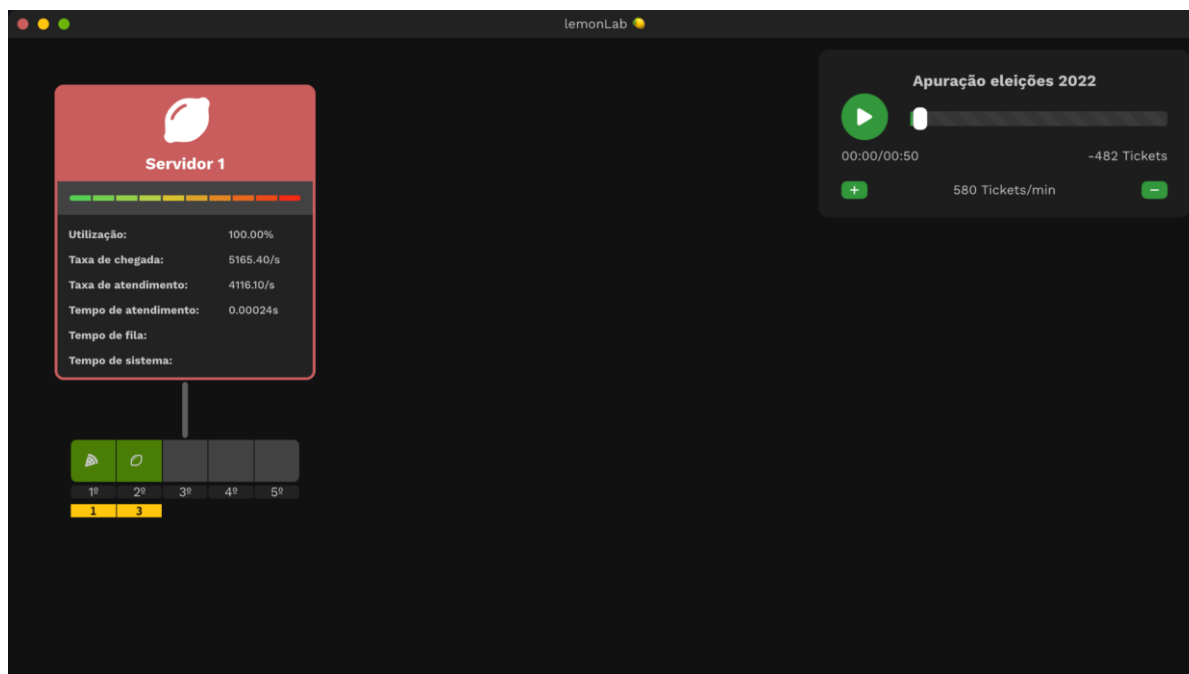 lemonLab 🍋
Servidor 1
Utilização: 100.00%
Taxa de chegada: 5165.40/s
Taxa de atendimento: 4116.10/s
Tempo de atendimento: 0.00024s
Tempo de fila:
Tempo de sistema:
1º 2º 3º 4º 5º
1 3
Apuração eleições 2022
00:00/00:50 -482 Tickets
+ 580 Tickets/min −